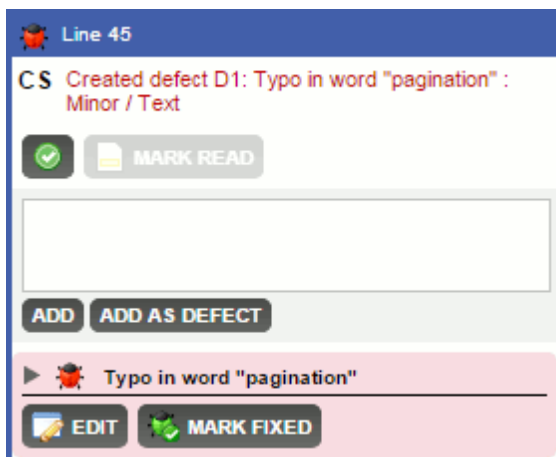 Line 45
CS Created defect D1: Typo in word "pagination" :
Minor / Text
MARK READ
ADD ADD AS DEFECT
Typo in word "pagination"
EDIT MARK FIXED